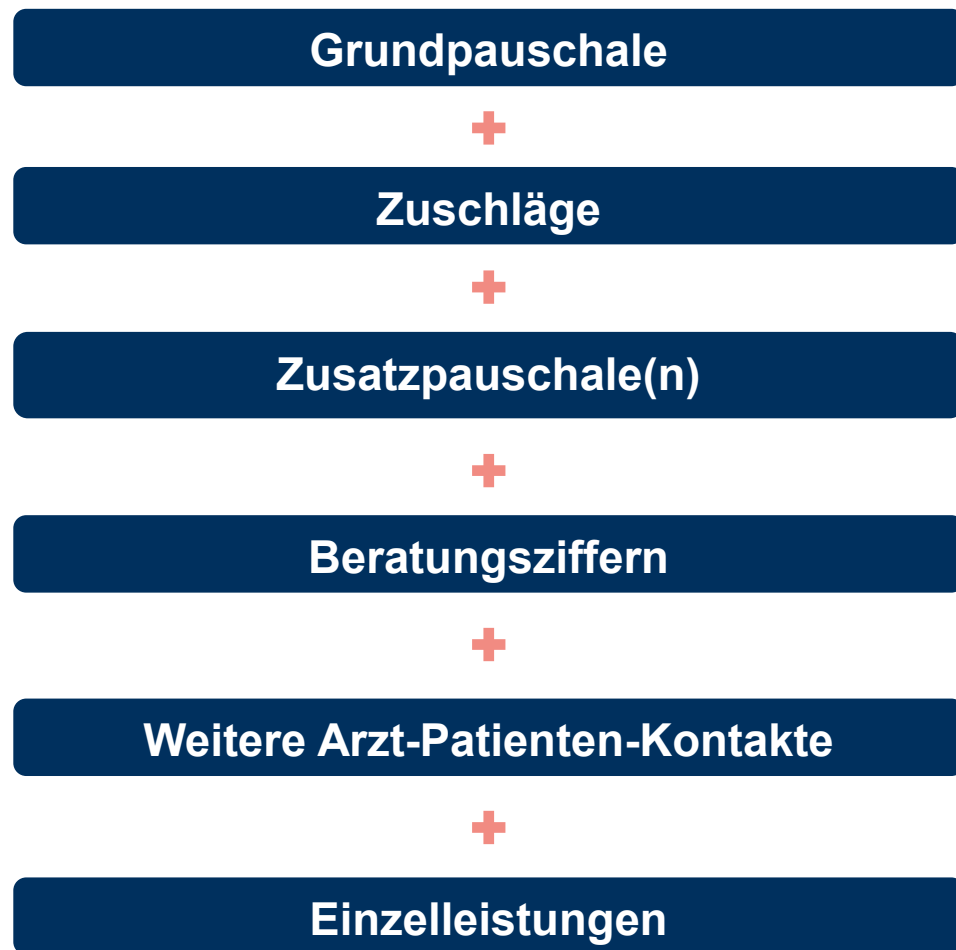 Grundpauschale
+
Zuschläge
+
Zusatzpauschale(n)
+
Beratungsziffern
+
Weitere Arzt-Patienten-Kontakte
+
Einzelleistungen